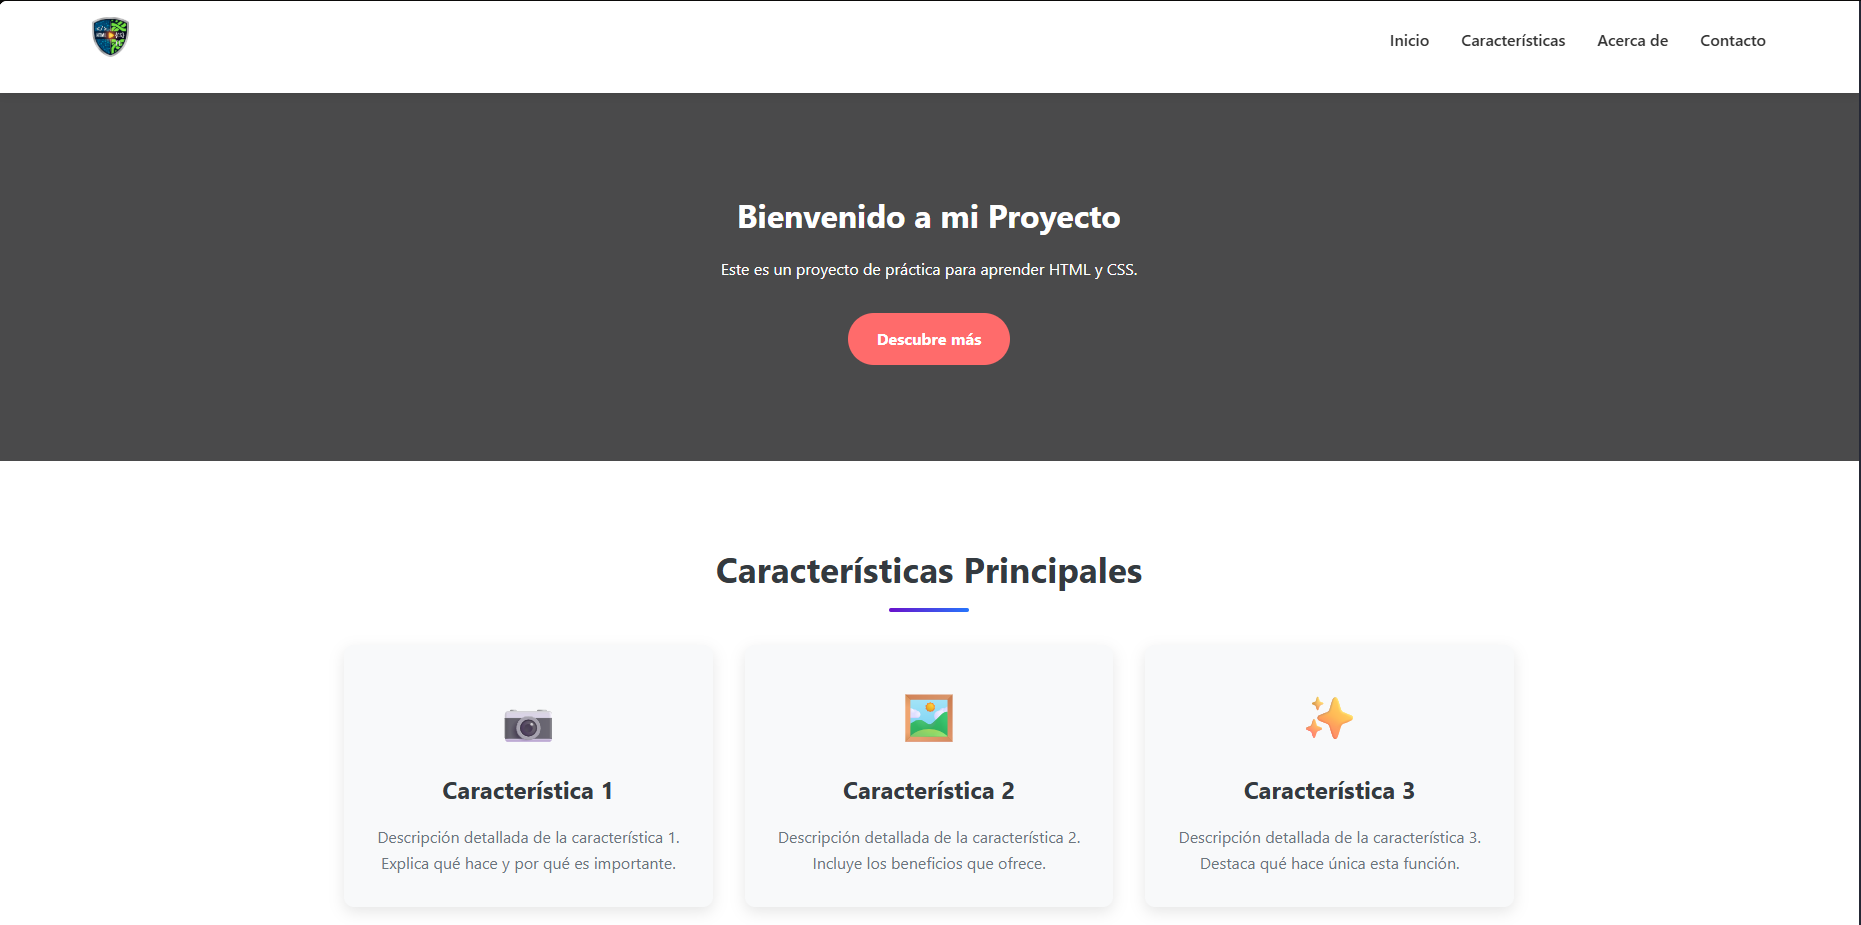 Inicio Características Acerca de Contacto
Bienvenido a mi Proyecto
Este es un proyecto de práctica para aprender HTML y CSS.
Descubre más
Características Principales
Característica 1
Descripción detallada de la característica 1.
Explica qué hace y por qué es importante.
Característica 2
Descripción detallada de la característica 2.
Incluye los beneficios que ofrece.
Característica 3
Descripción detallada de la característica 3.
Destaca qué hace única esta función.